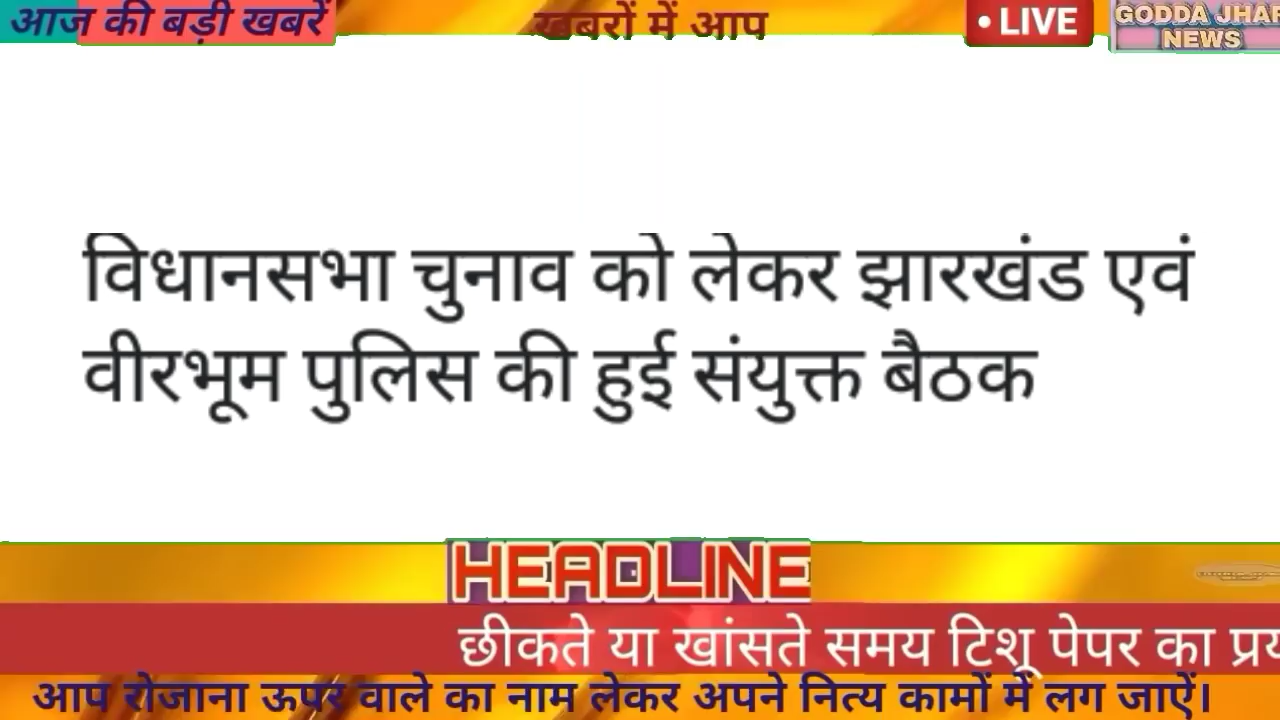 आज की बड़ी खबरें
खबरों में आप
• LIVE
GODDA JHAR
NEWS
विधानसभा चुनाव को लेकर झारखंड एवं
वीरभूम पुलिस की हुई संयुक्त बैठक
HEADLINE
छीकते या खांसते समय टिशू पेपर का प्रय
आप रोजाना ऊपर वाले का नाम लेकर अपने नित्य कामों में लग जाऐं।